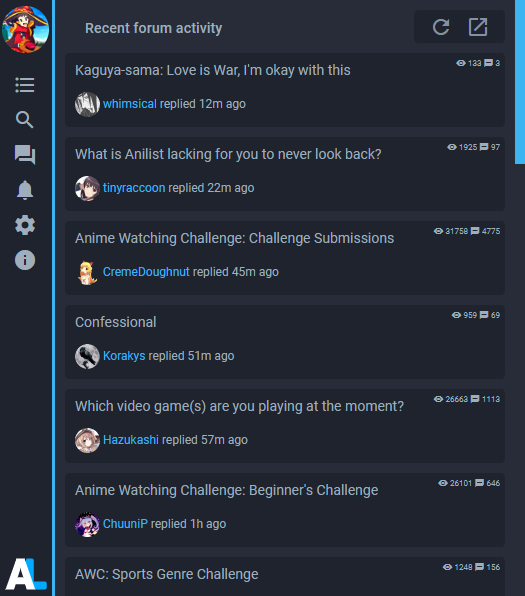 Recent forum activity
Kaguya-sama: Love is War, I'm okay with this
133 3
whimsical replied 12m ago
What is Anilist lacking for you to never look back?
1925 97
tinyraccoon replied 22m ago
Anime Watching Challenge: Challenge Submissions
31758 4775
CremeDoughnut replied 45m ago
Confessional
959 69
Korakys replied 51m ago
Which video game(s) are you playing at the moment?
26663 1113
Hazukashi replied 57m ago
Anime Watching Challenge: Beginner's Challenge
26101 646
ChuuniP replied 1h ago
AWC: Sports Genre Challenge
1248 156
AL